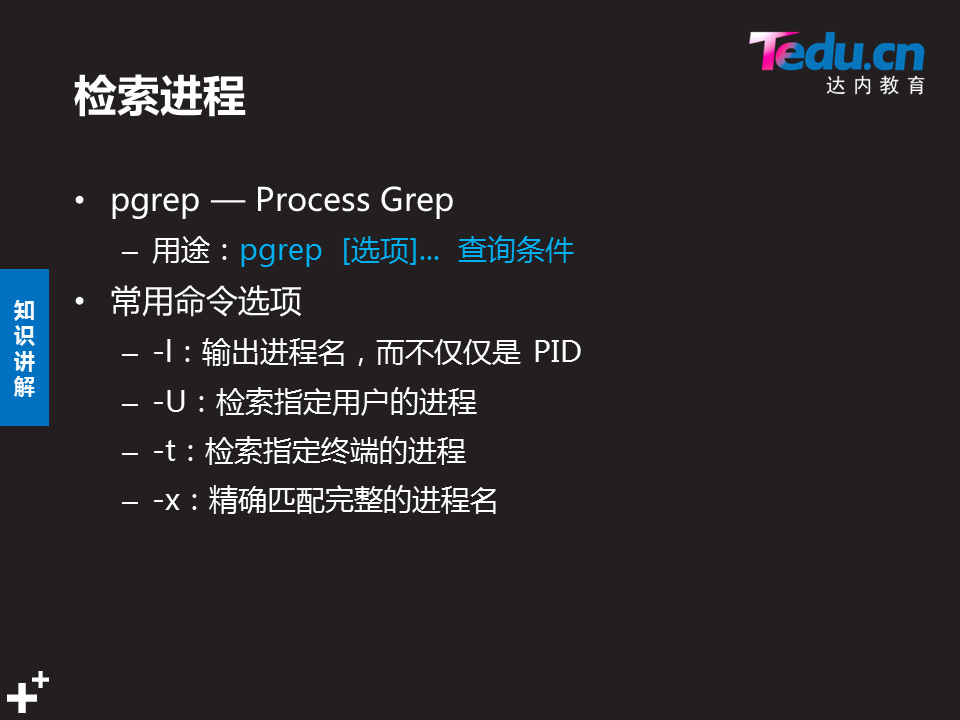 Tedu.cn
达内教育
检索进程
• pgrep — Process Grep
– 用途：pgrep [选项]... 查询条件
• 常用命令选项
– -l：输出进程名，而不仅仅是 PID
– -U：检索指定用户的进程
– -t：检索指定终端的进程
– -x：精确匹配完整的进程名
知识讲解